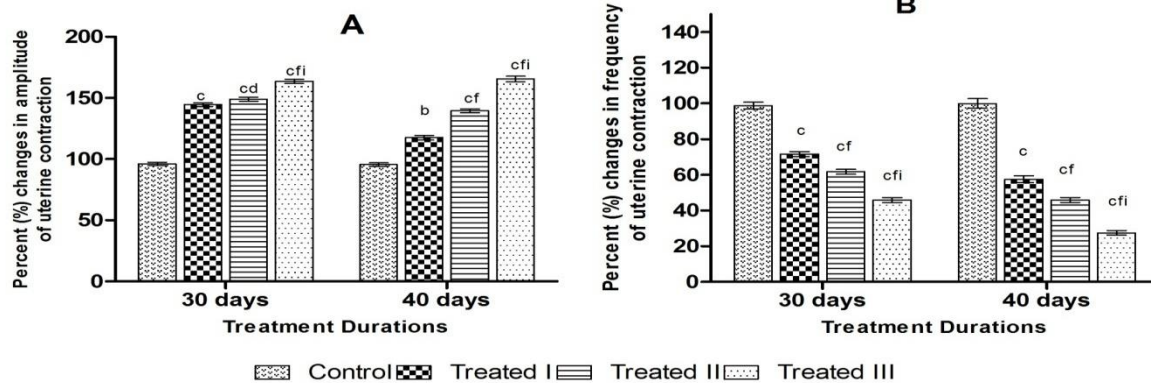 A
Percent (%) changes in amplitude
of uterine contraction
200
150
100
50
0
c
cd
cfi
b
cf
cfi
30 days
40 days
Treatment Durations
B
Percent (%) changes in frequency
of uterine contraction
140
120
100
80
60
40
20
0
c
cf
cfi
c
cf
cfi
30 days
40 days
Treatment Durations
Control Treated I Treated II Treated III